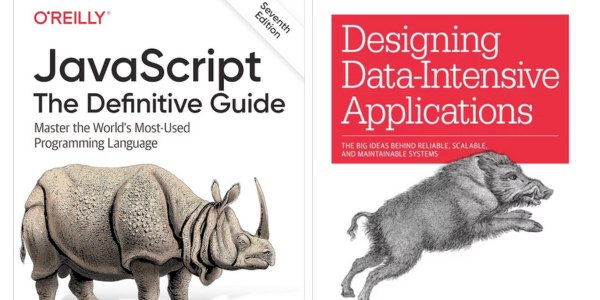 O'REILLY®
Seventh
Edition
JavaScript
The Definitive Guide
Master the World's Most-Used
Programming Language
Designing
Data-Intensive
Applications
THE BIG IDEAS BEHIND RELIABLE, SCALABLE,
AND MAINTAINABLE SYSTEMS